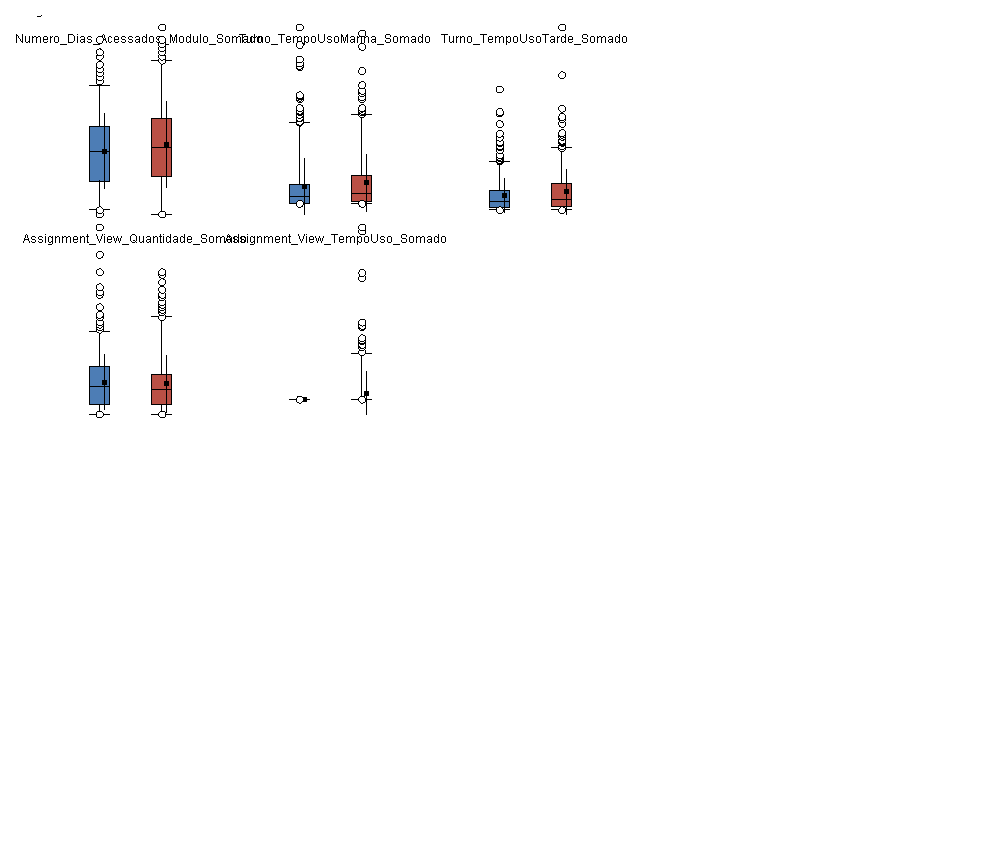 Numero_Dias_Acessados_Modulo_Somado
Turno_TempoUsoManha_Somado
Turno_TempoUsoTarde_Somado
Assignment_View_Quantidade_Somado
Assignment_View_TempoUso_Somado